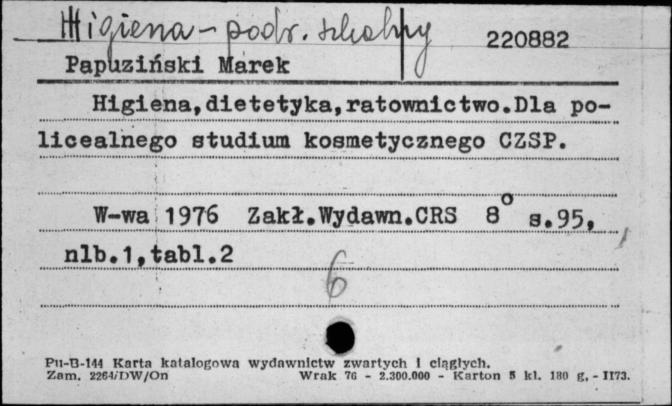 Higiena – podr. szkolny
220882
Papuziński Marek
Higiena,dietetyka,ratownictwo.Dla po-
licealnego studium kosmetycznego CZSP.
W-wa 1976 Zakł.Wydawn.CRS 8° s.95,
nlb.1,tabl.2
6
Pu-B-144 Karta katalogowa wydawnictw zwartych i ciągłych.
Zam. 2264/DW/On Wrak 76 - 2.300.000 - Karton 5 kl. 180 g. - II73.